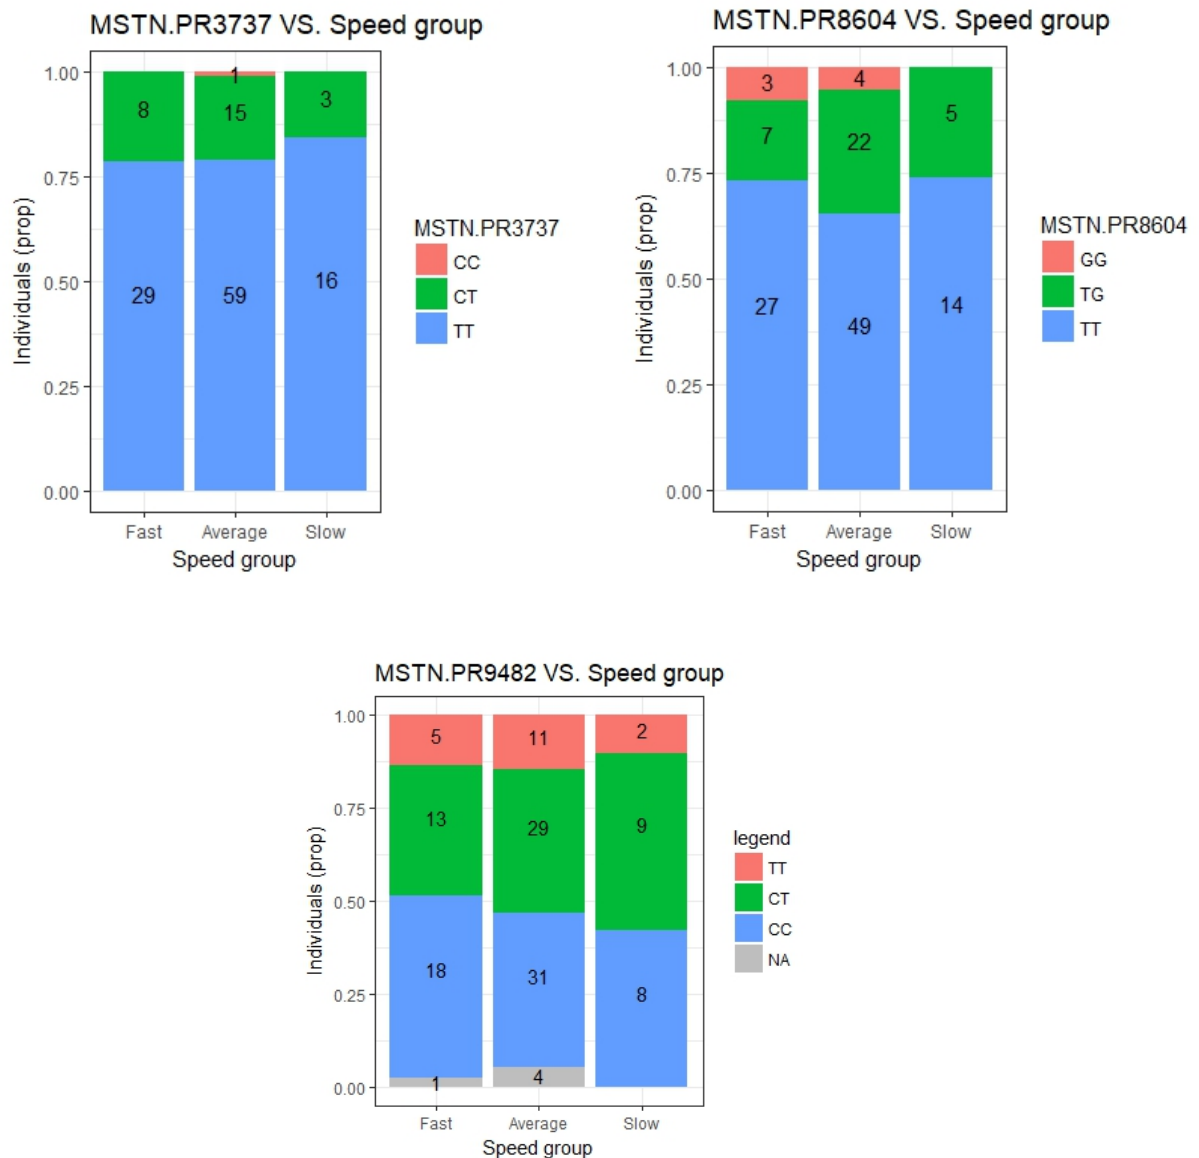 MSTN.PR3737 VS. Speed group
1.00
0.75
0.50
0.25
0.00
Individuals (prop)
8
1
15
3
29
59
16
Fast Average Slow
Speed group
MSTN.PR3737
CC
CT
TT
MSTN.PR8604 VS. Speed group
1.00
0.75
0.50
0.25
0.00
Individuals (prop)
3
4
5
7
22
27
49
14
Fast Average Slow
Speed group
MSTN.PR8604
GG
TG
TT
MSTN.PR9482 VS. Speed group
1.00
0.75
0.50
0.25
0.00
Individuals (prop)
5
11
2
13
29
9
18
31
8
1
4
Fast Average Slow
Speed group
legend
TT
CT
CC
NA